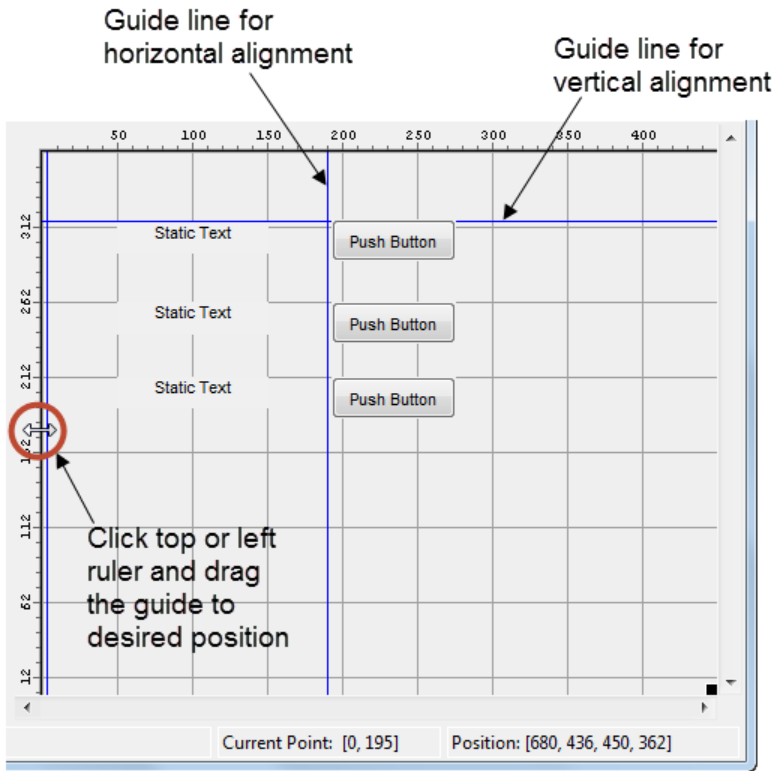 Guide line for
horizontal alignment
Guide line for
vertical alignment
50 100 150 200 250 300 350 400
312
Static Text Push Button
262
Static Text Push Button
212
Static Text Push Button
162
112
Click top or left
ruler and drag
the guide to
desired position
62
12
Current Point: [0, 195] Position: [680, 436, 450, 362]